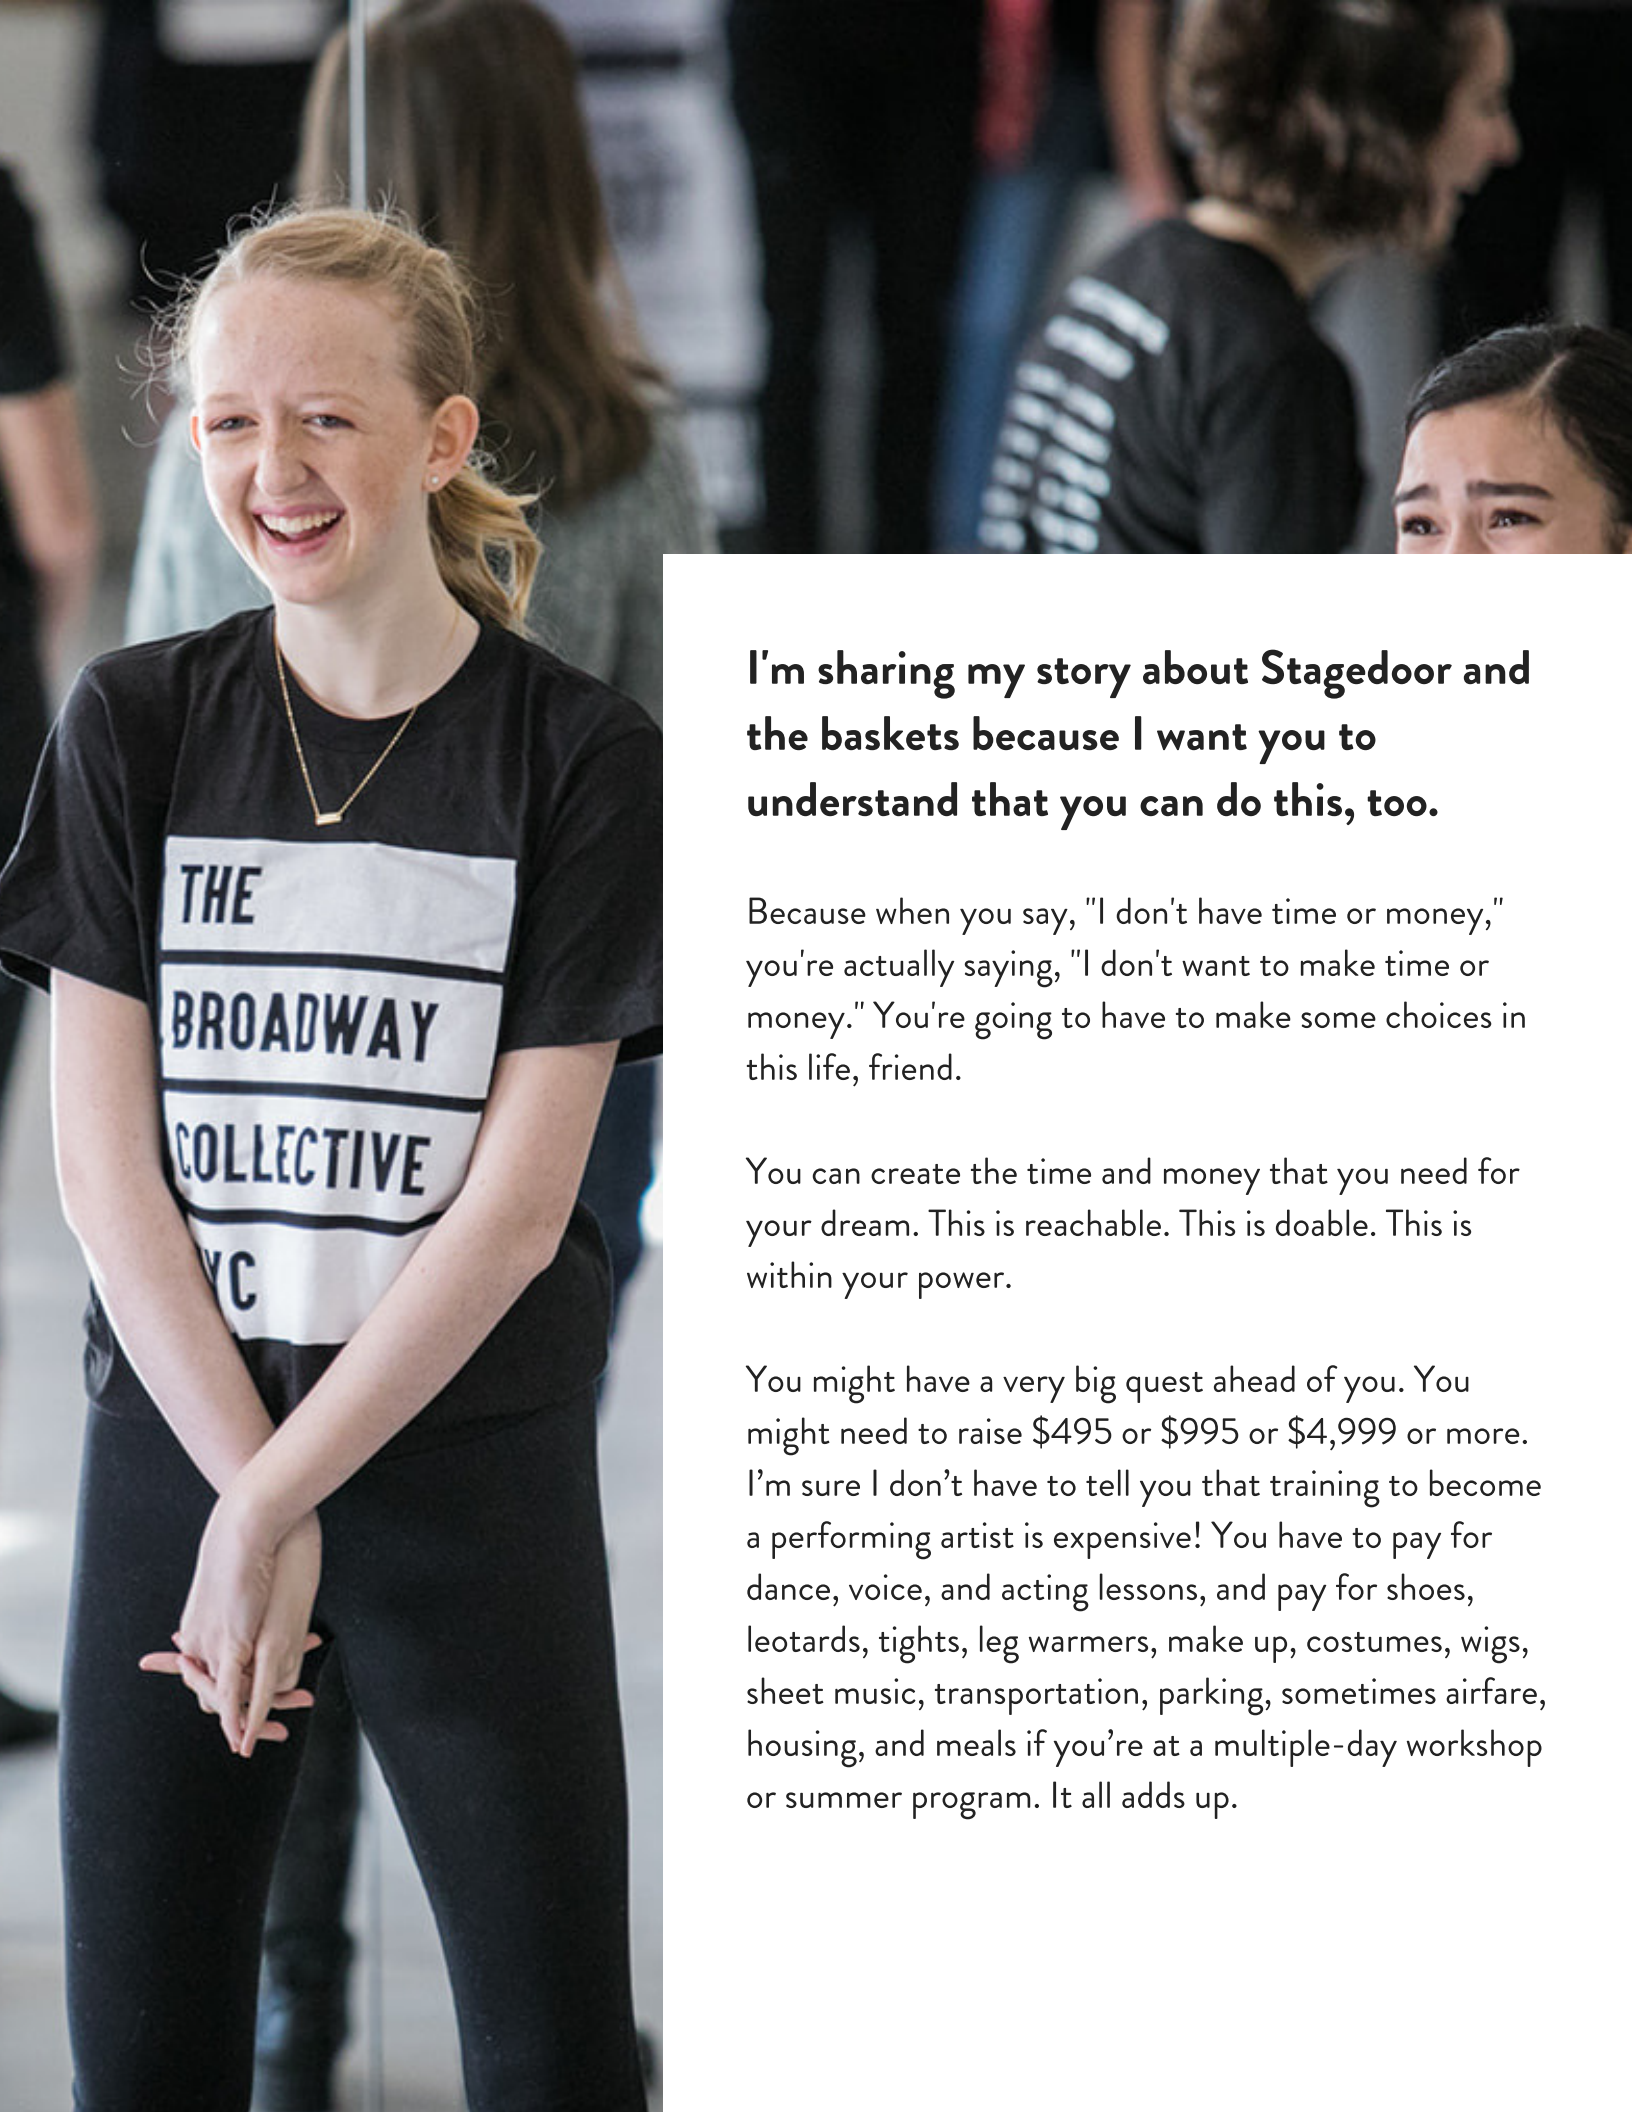 THE
BROADWAY
COLLECTIVE
YC
I'm sharing my story about Stagedoor and
the baskets because I want you to
understand that you can do this, too.
Because when you say, "I don't have time or money,"
you're actually saying, "I don't want to make time or
money." You're going to have to make some choices in
this life, friend.
You can create the time and money that you need for
your dream. This is reachable. This is doable. This is
within your power.
You might have a very big quest ahead of you. You
might need to raise $495 or $995 or $4,999 or more.
I’m sure I don’t have to tell you that training to become
a performing artist is expensive! You have to pay for
dance, voice, and acting lessons, and pay for shoes,
leotards, tights, leg warmers, make up, costumes, wigs,
sheet music, transportation, parking, sometimes airfare,
housing, and meals if you’re at a multiple-day workshop
or summer program. It all adds up.